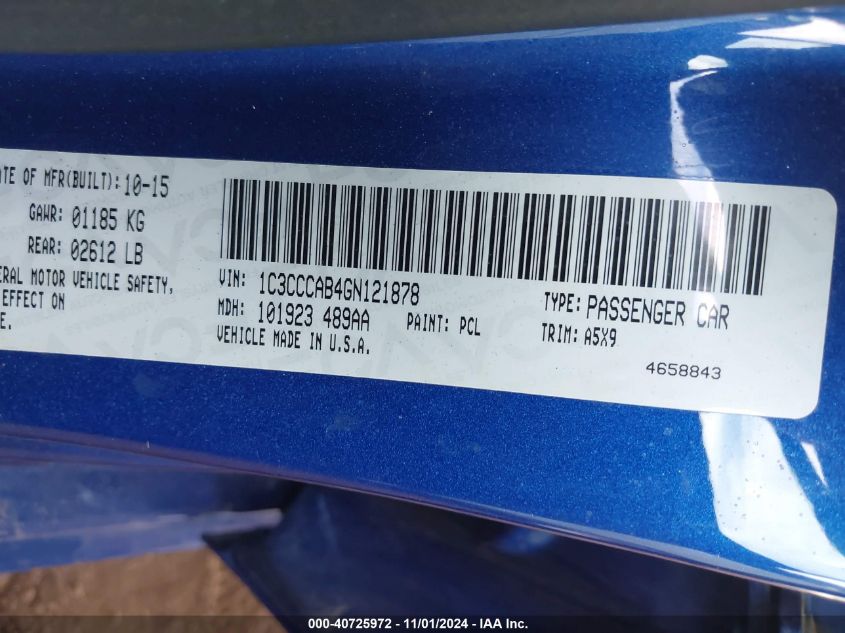 ATE OF MFR(BUILT): 10-15
GAWR: 01185 KG
REAR: 02612 LB
ERAL MOTOR VEHICLE SAFETY,
EFFECT ON
E.
VIN: 1C3CCCAB4GN121878
MDH: 101923 489AA PAINT: PCL
VEHICLE MADE IN U.S.A.
TYPE: PASSENGER CAR
TRIM: A5X9
4658843
000-40725972 - 11/01/2024 - IAA Inc.